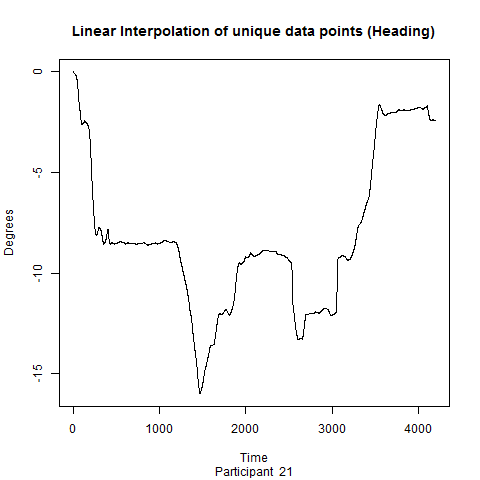 Linear Interpolation of unique data points (Heading)
0
-5
-10
-15
Degrees
0 1000 2000 3000 4000
Time
Participant 21